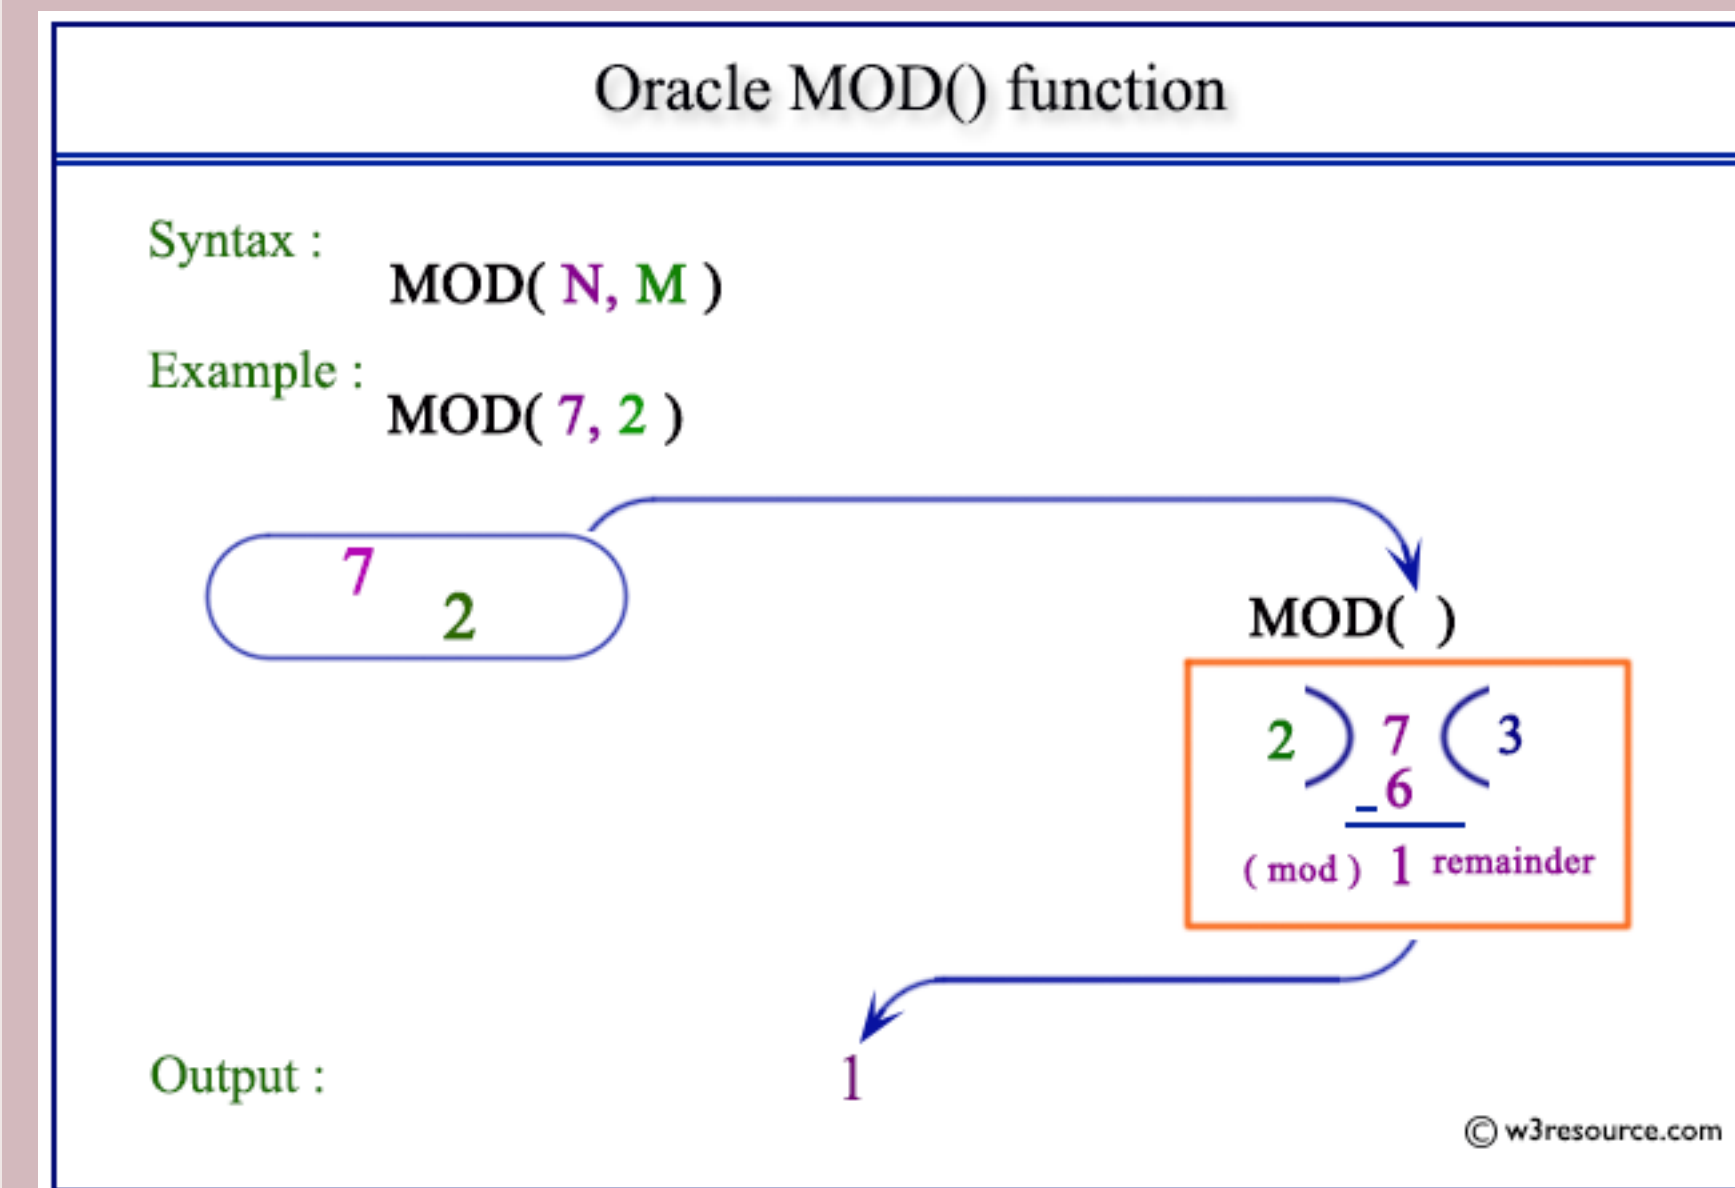 Oracle MOD() function
Syntax :
MOD( N, M )
Example :
MOD( 7, 2 )
7
2
MOD( )
2 ) 7 ( 3
- 6
( mod ) 1 remainder
Output :
1
© w3resource.com